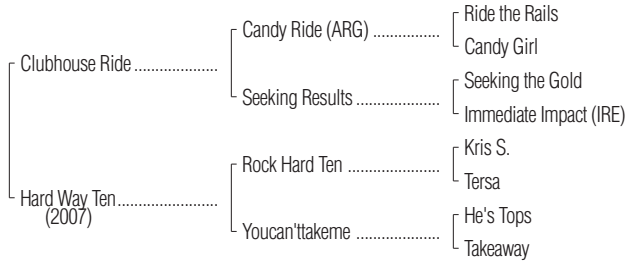 Ride the Rails
Candy Ride (ARG) ..................
Candy Girl
Clubhouse Ride .....................
Seeking the Gold
Seeking Results .....................
Immediate Impact (IRE)
Kris S.
Rock Hard Ten .......................
Tersa
Hard Way Ten.........................
(2007)
He's Tops
Youcan'ttakeme .....................
Takeaway